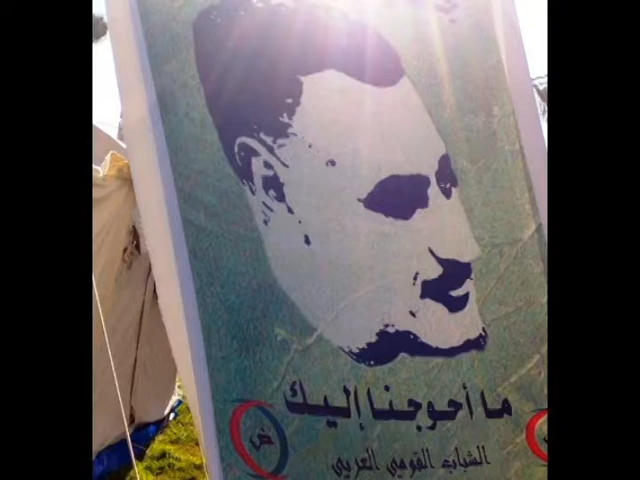 ما أحوجنا إليك
ض
الشباب القومي العربي